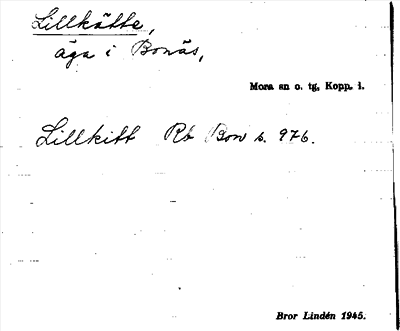 Lillkätte,
äga i Bonäs,
Mora sn o. tg, Kopp. l.
Lillkitt Rb Bon s. 976.
Bror Lindén 1945.